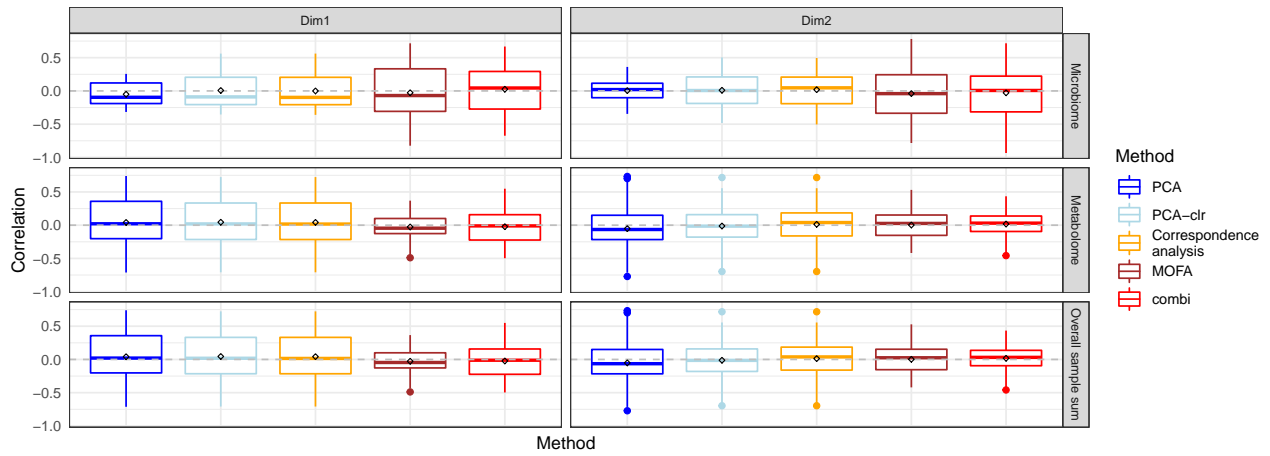 Dim1
Dim2
0.5
0.0
−0.5
−1.0
Microbiome
0.5
0.0
−0.5
−1.0
Metabolome
0.5
0.0
−0.5
−1.0
Overall sample sum
Correlation
Method
Method
PCA
PCA−clr
Correspondence
analysis
MOFA
combi